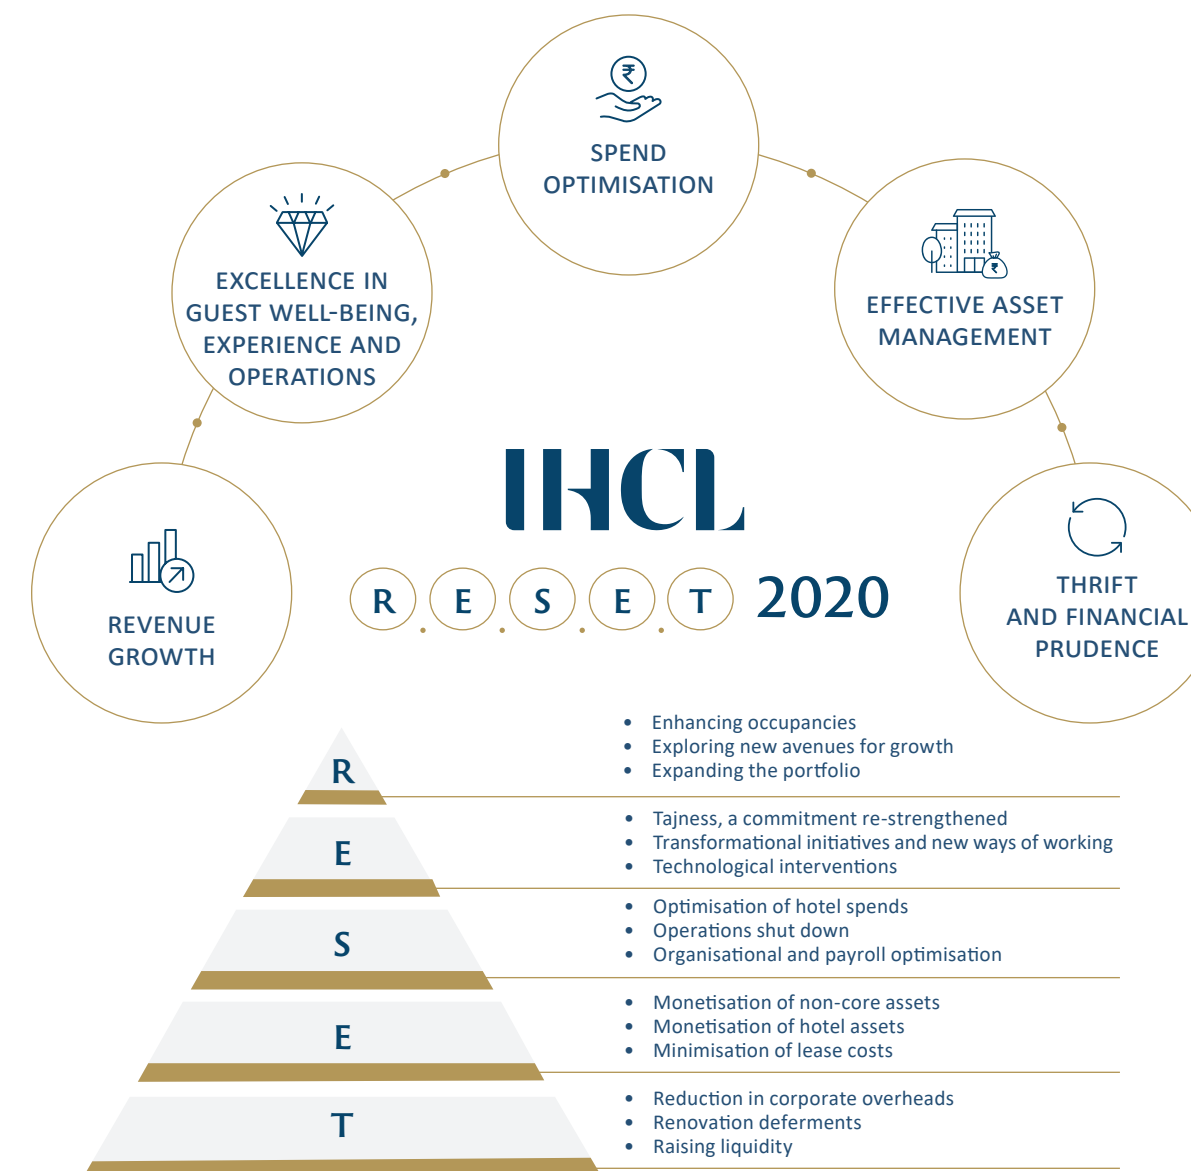 ₹
SPEND
OPTIMISATION
EXCELLENCE IN
GUEST WELL-BEING,
EXPERIENCE AND
OPERATIONS
₹
EFFECTIVE ASSET
MANAGEMENT
REVENUE
GROWTH
THRIFT
AND FINANCIAL
PRUDENCE
IHCL
R.E.S.E.T 2020
R
• Enhancing occupancies
• Exploring new avenues for growth
• Expanding the portfolio
E
• Tajness, a commitment re-strengthened
• Transformational initiatives and new ways of working
• Technological interventions
S
• Optimisation of hotel spends
• Operations shut down
• Organisational and payroll optimisation
E
• Monetisation of non-core assets
• Monetisation of hotel assets
• Minimisation of lease costs
T
• Reduction in corporate overheads
• Renovation deferments
• Raising liquidity